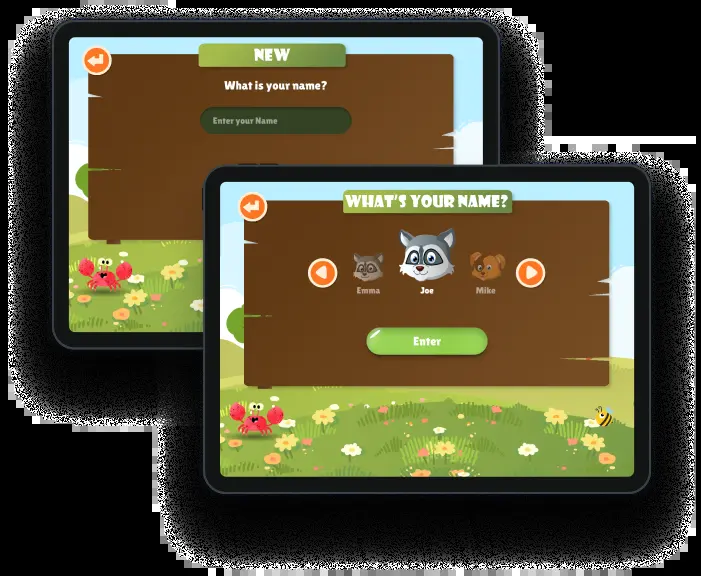 NEW
What is your name?
Enter your Name
WHAT'S YOUR NAME?
Emma
Joe
Mike
Enter